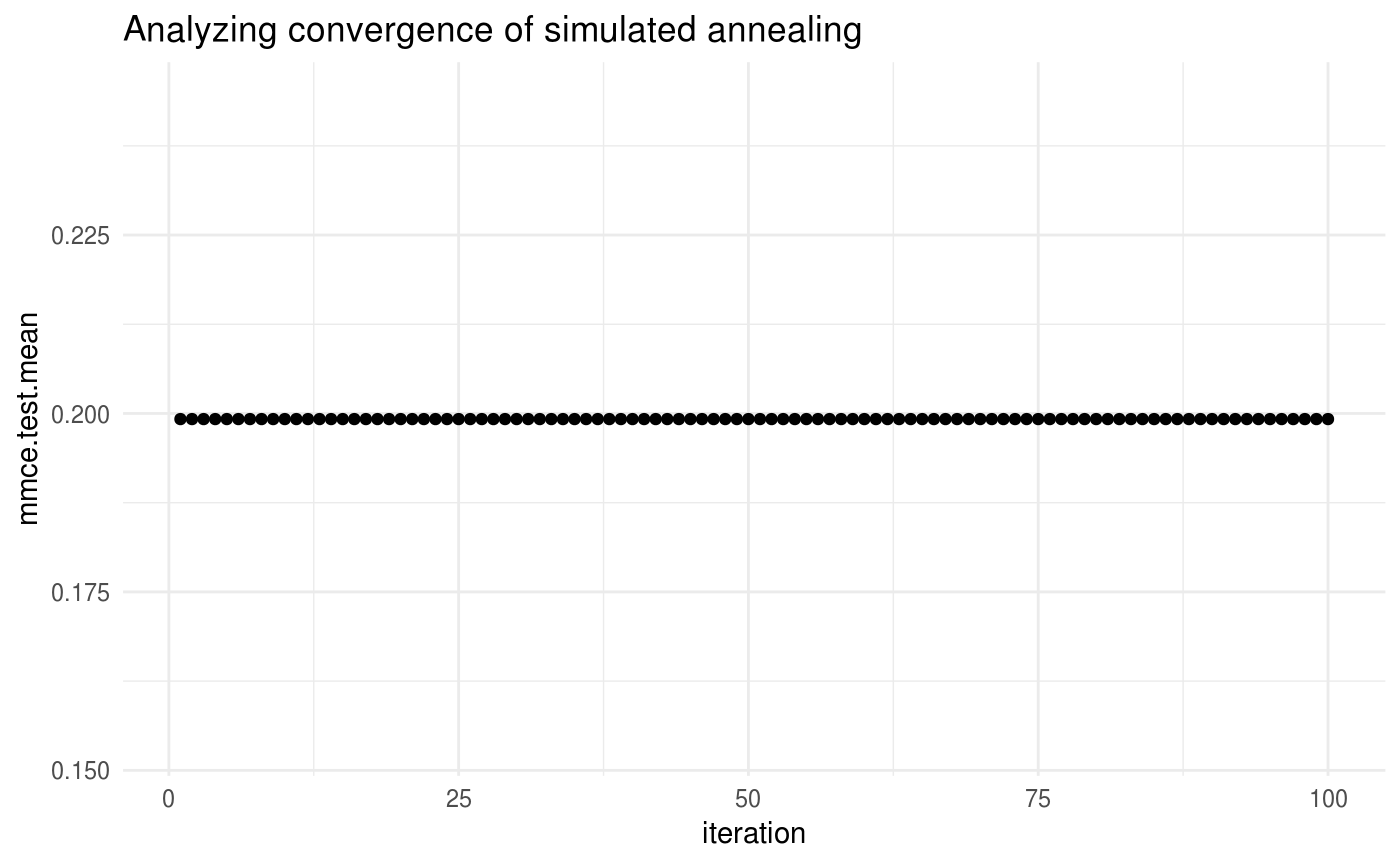 Analyzing convergence of simulated annealing
mmce.test.mean
0.225
0.200
0.175
0.150
0 25 50 75 100
iteration